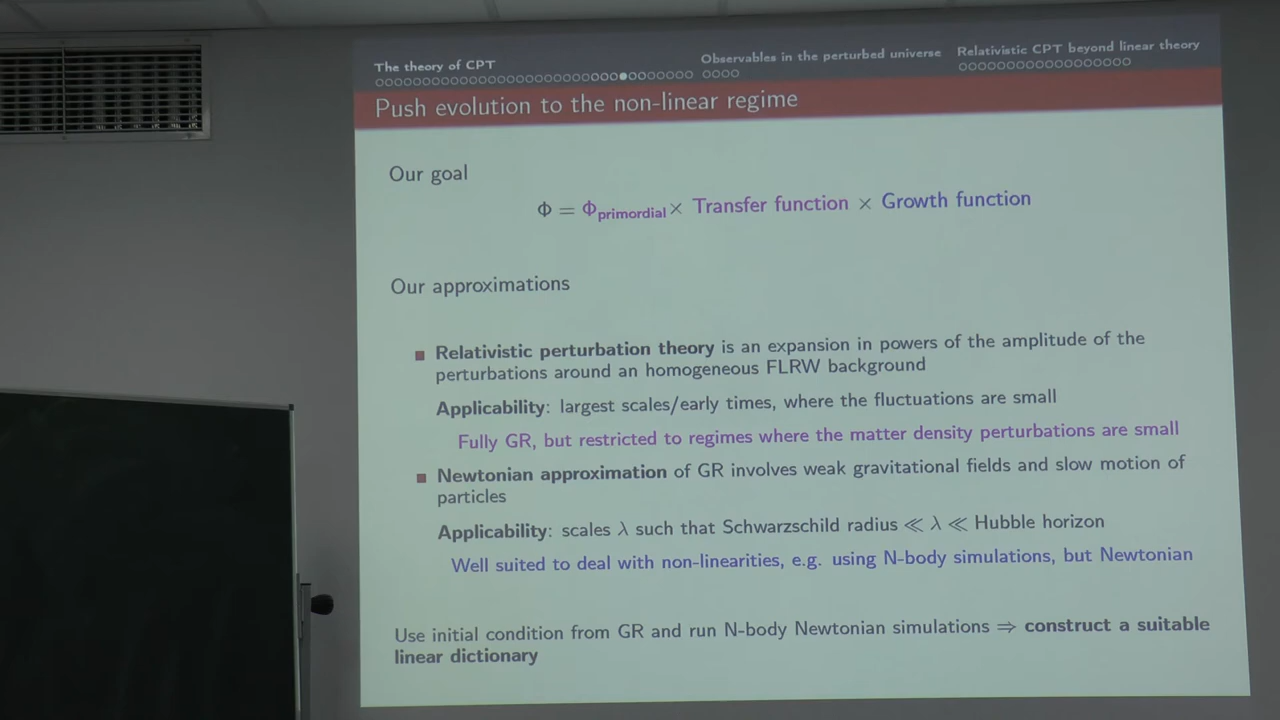 The theory of CPT
Observables in the perturbed universe
Relativistic CPT beyond linear theory
Push evolution to the non-linear regime
Our goal
Φ = Φprimordial × Transfer function × Growth function
Our approximations
Relativistic perturbation theory is an expansion in powers of the amplitude of the
perturbations around an homogeneous FLRW background
Applicability: largest scales/early times, where the fluctuations are small
Fully GR, but restricted to regimes where the matter density perturbations are small
Newtonian approximation of GR involves weak gravitational fields and slow motion of
particles
Applicability: scales λ such that Schwarzschild radius ≪ λ ≪ Hubble horizon
Well suited to deal with non-linearities, e.g. using N-body simulations, but Newtonian
Use initial condition from GR and run N-body Newtonian simulations ⇒ construct a suitable
linear dictionary